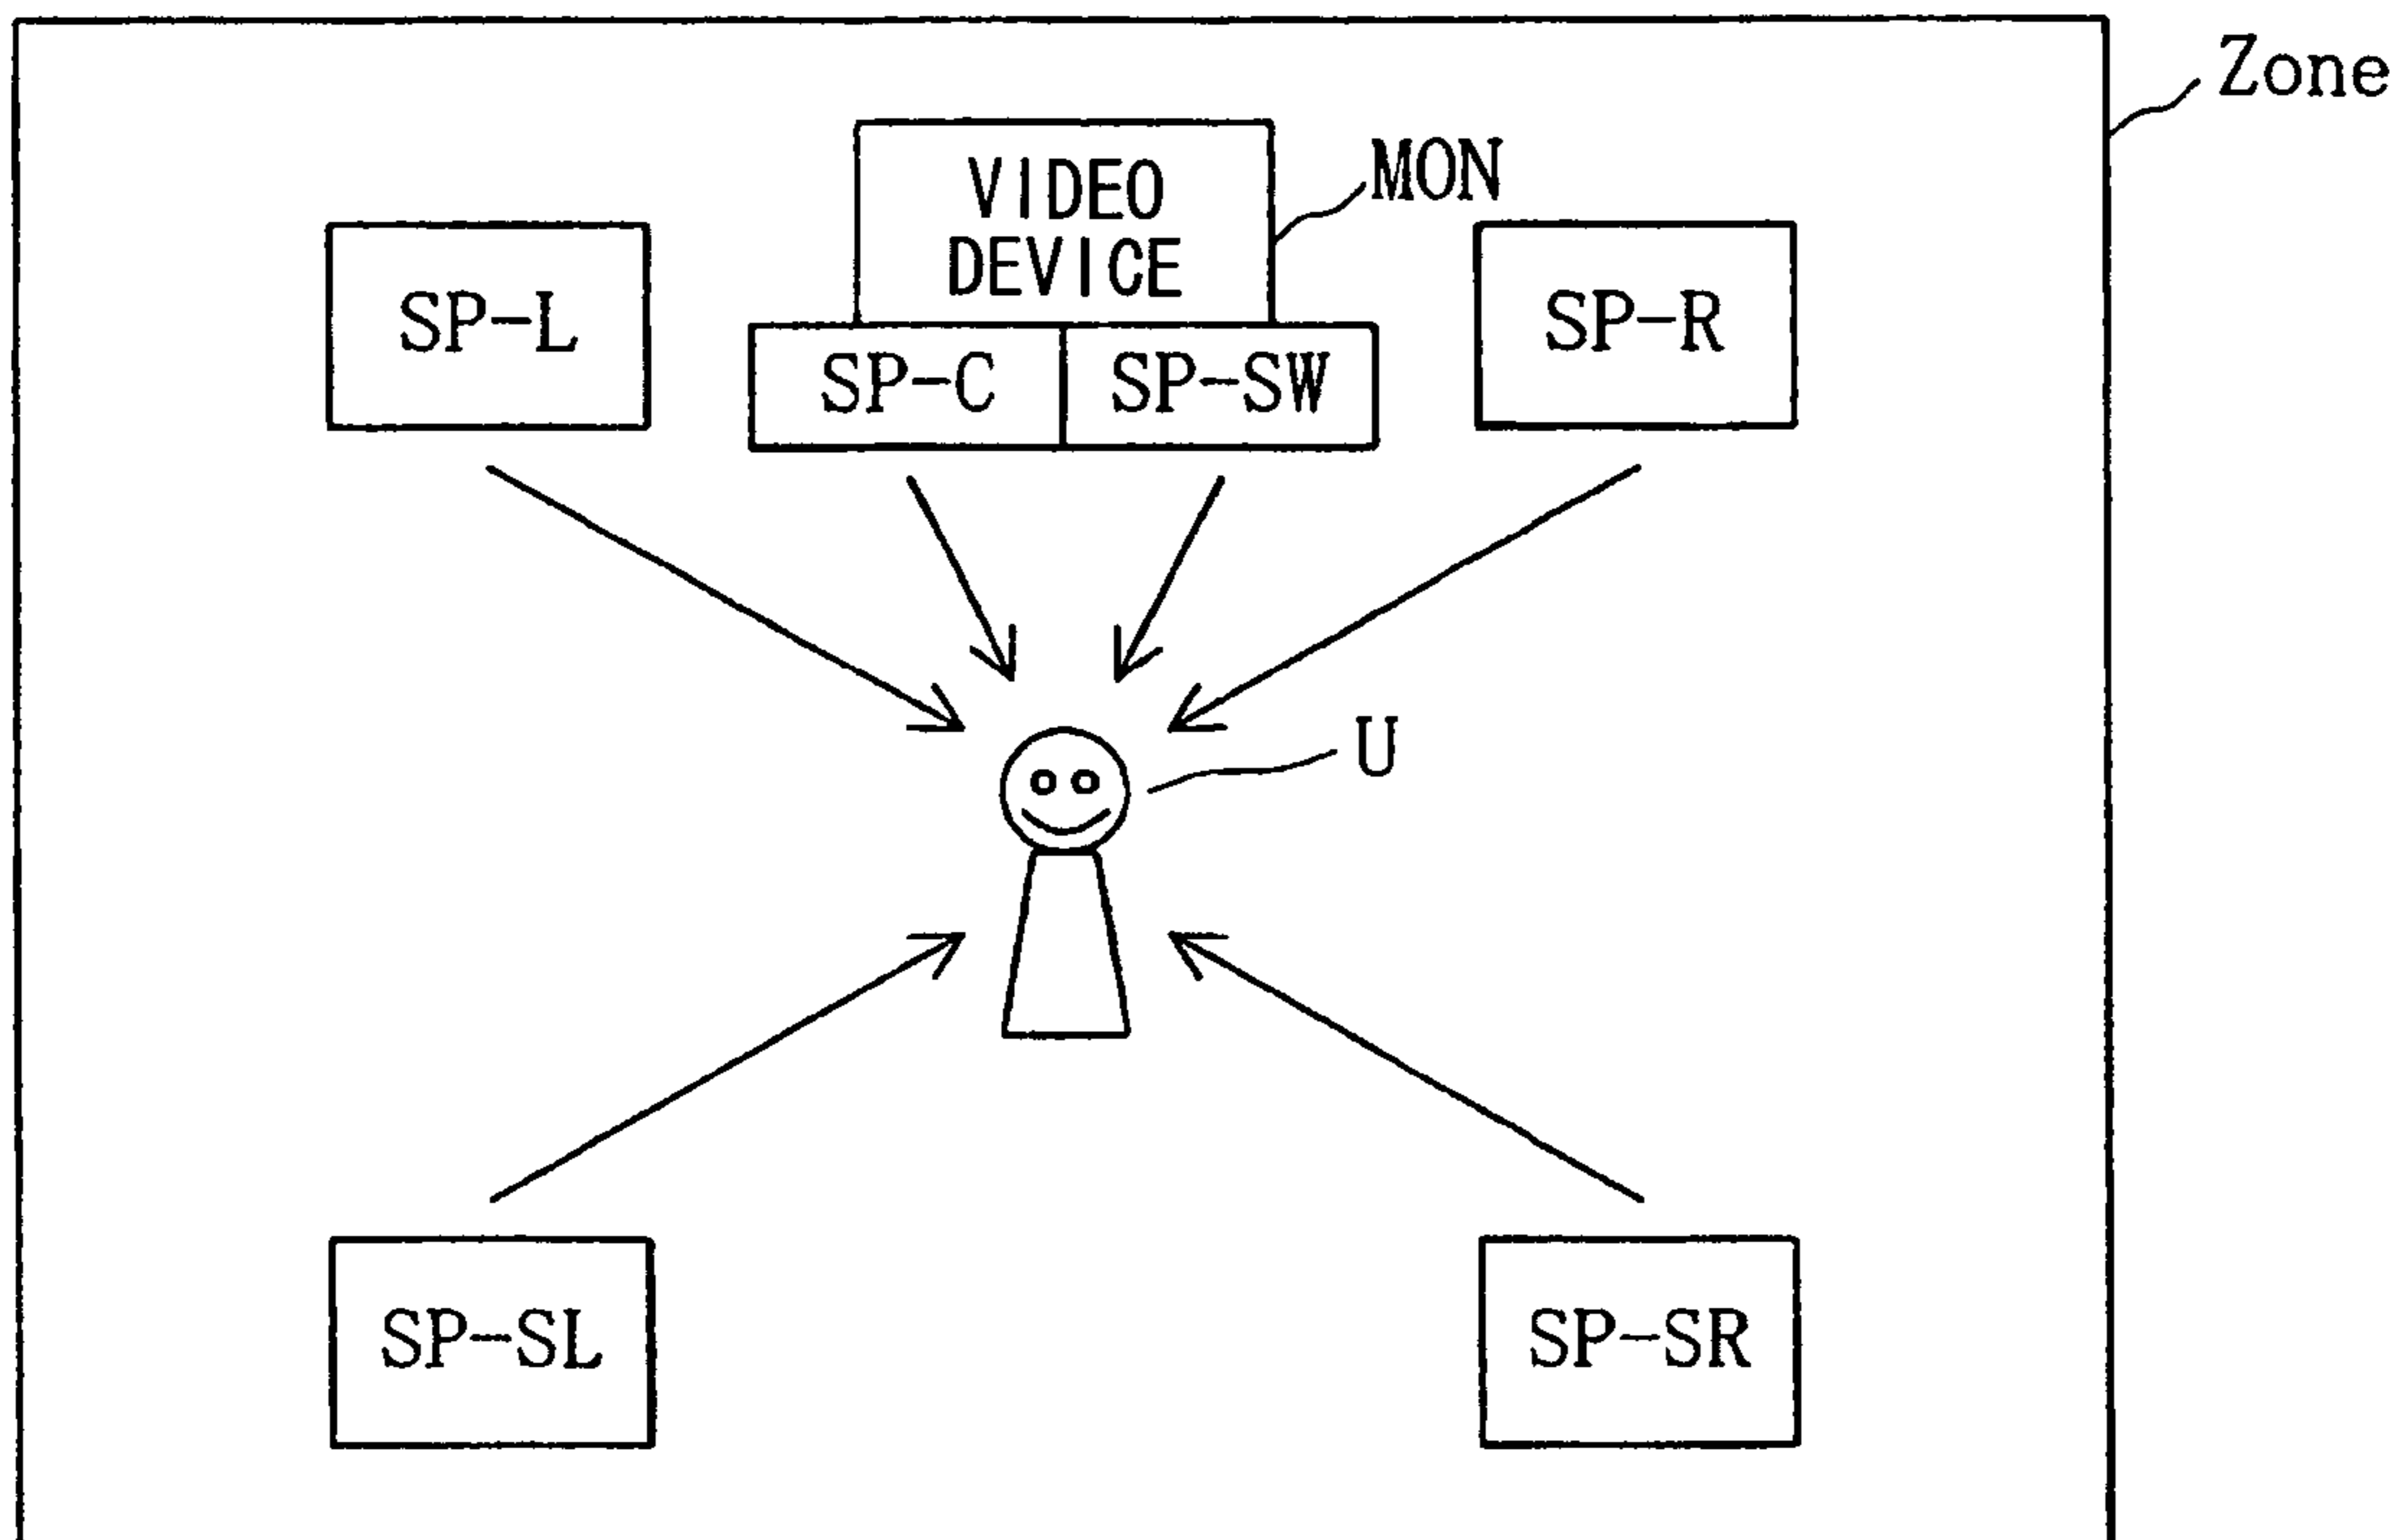 Zone
VIDEO
DEVICE
MON
SP-L
SP-R
SP-C
SP-SW
U
SP-SL
SP-SR